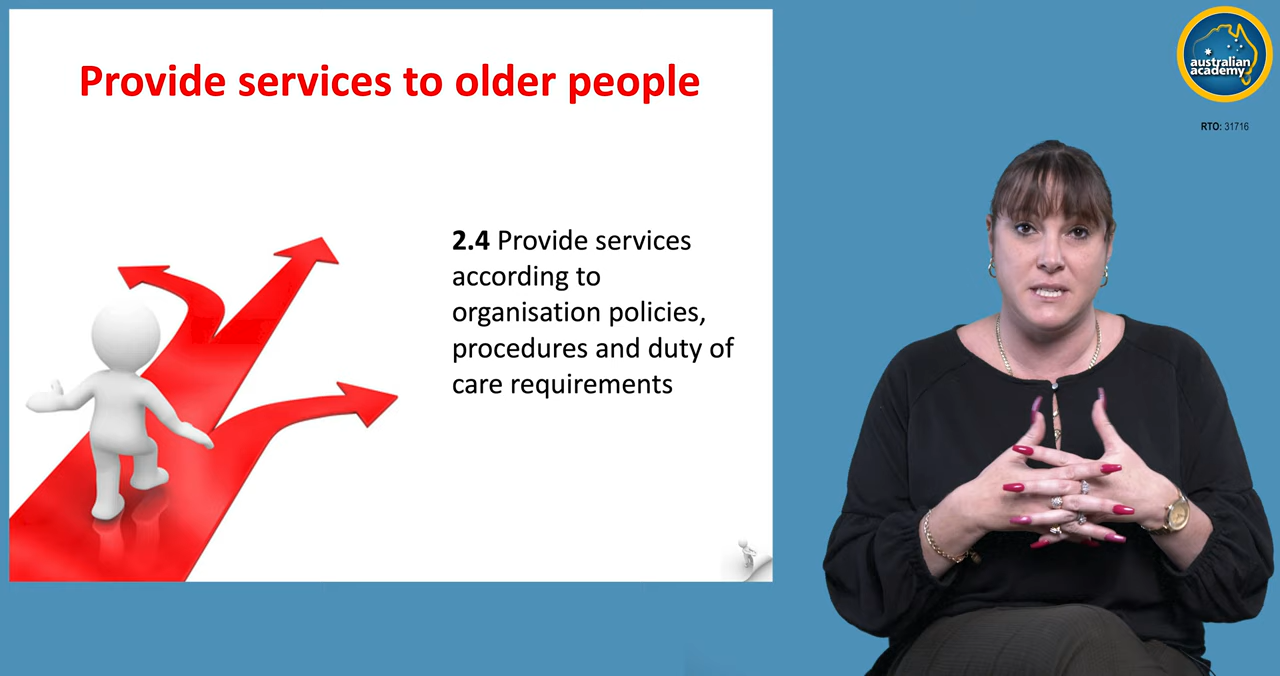 Provide services to older people
2.4 Provide services
according to
organisation policies,
procedures and duty of
care requirements
australian
academy
RTO: 31716